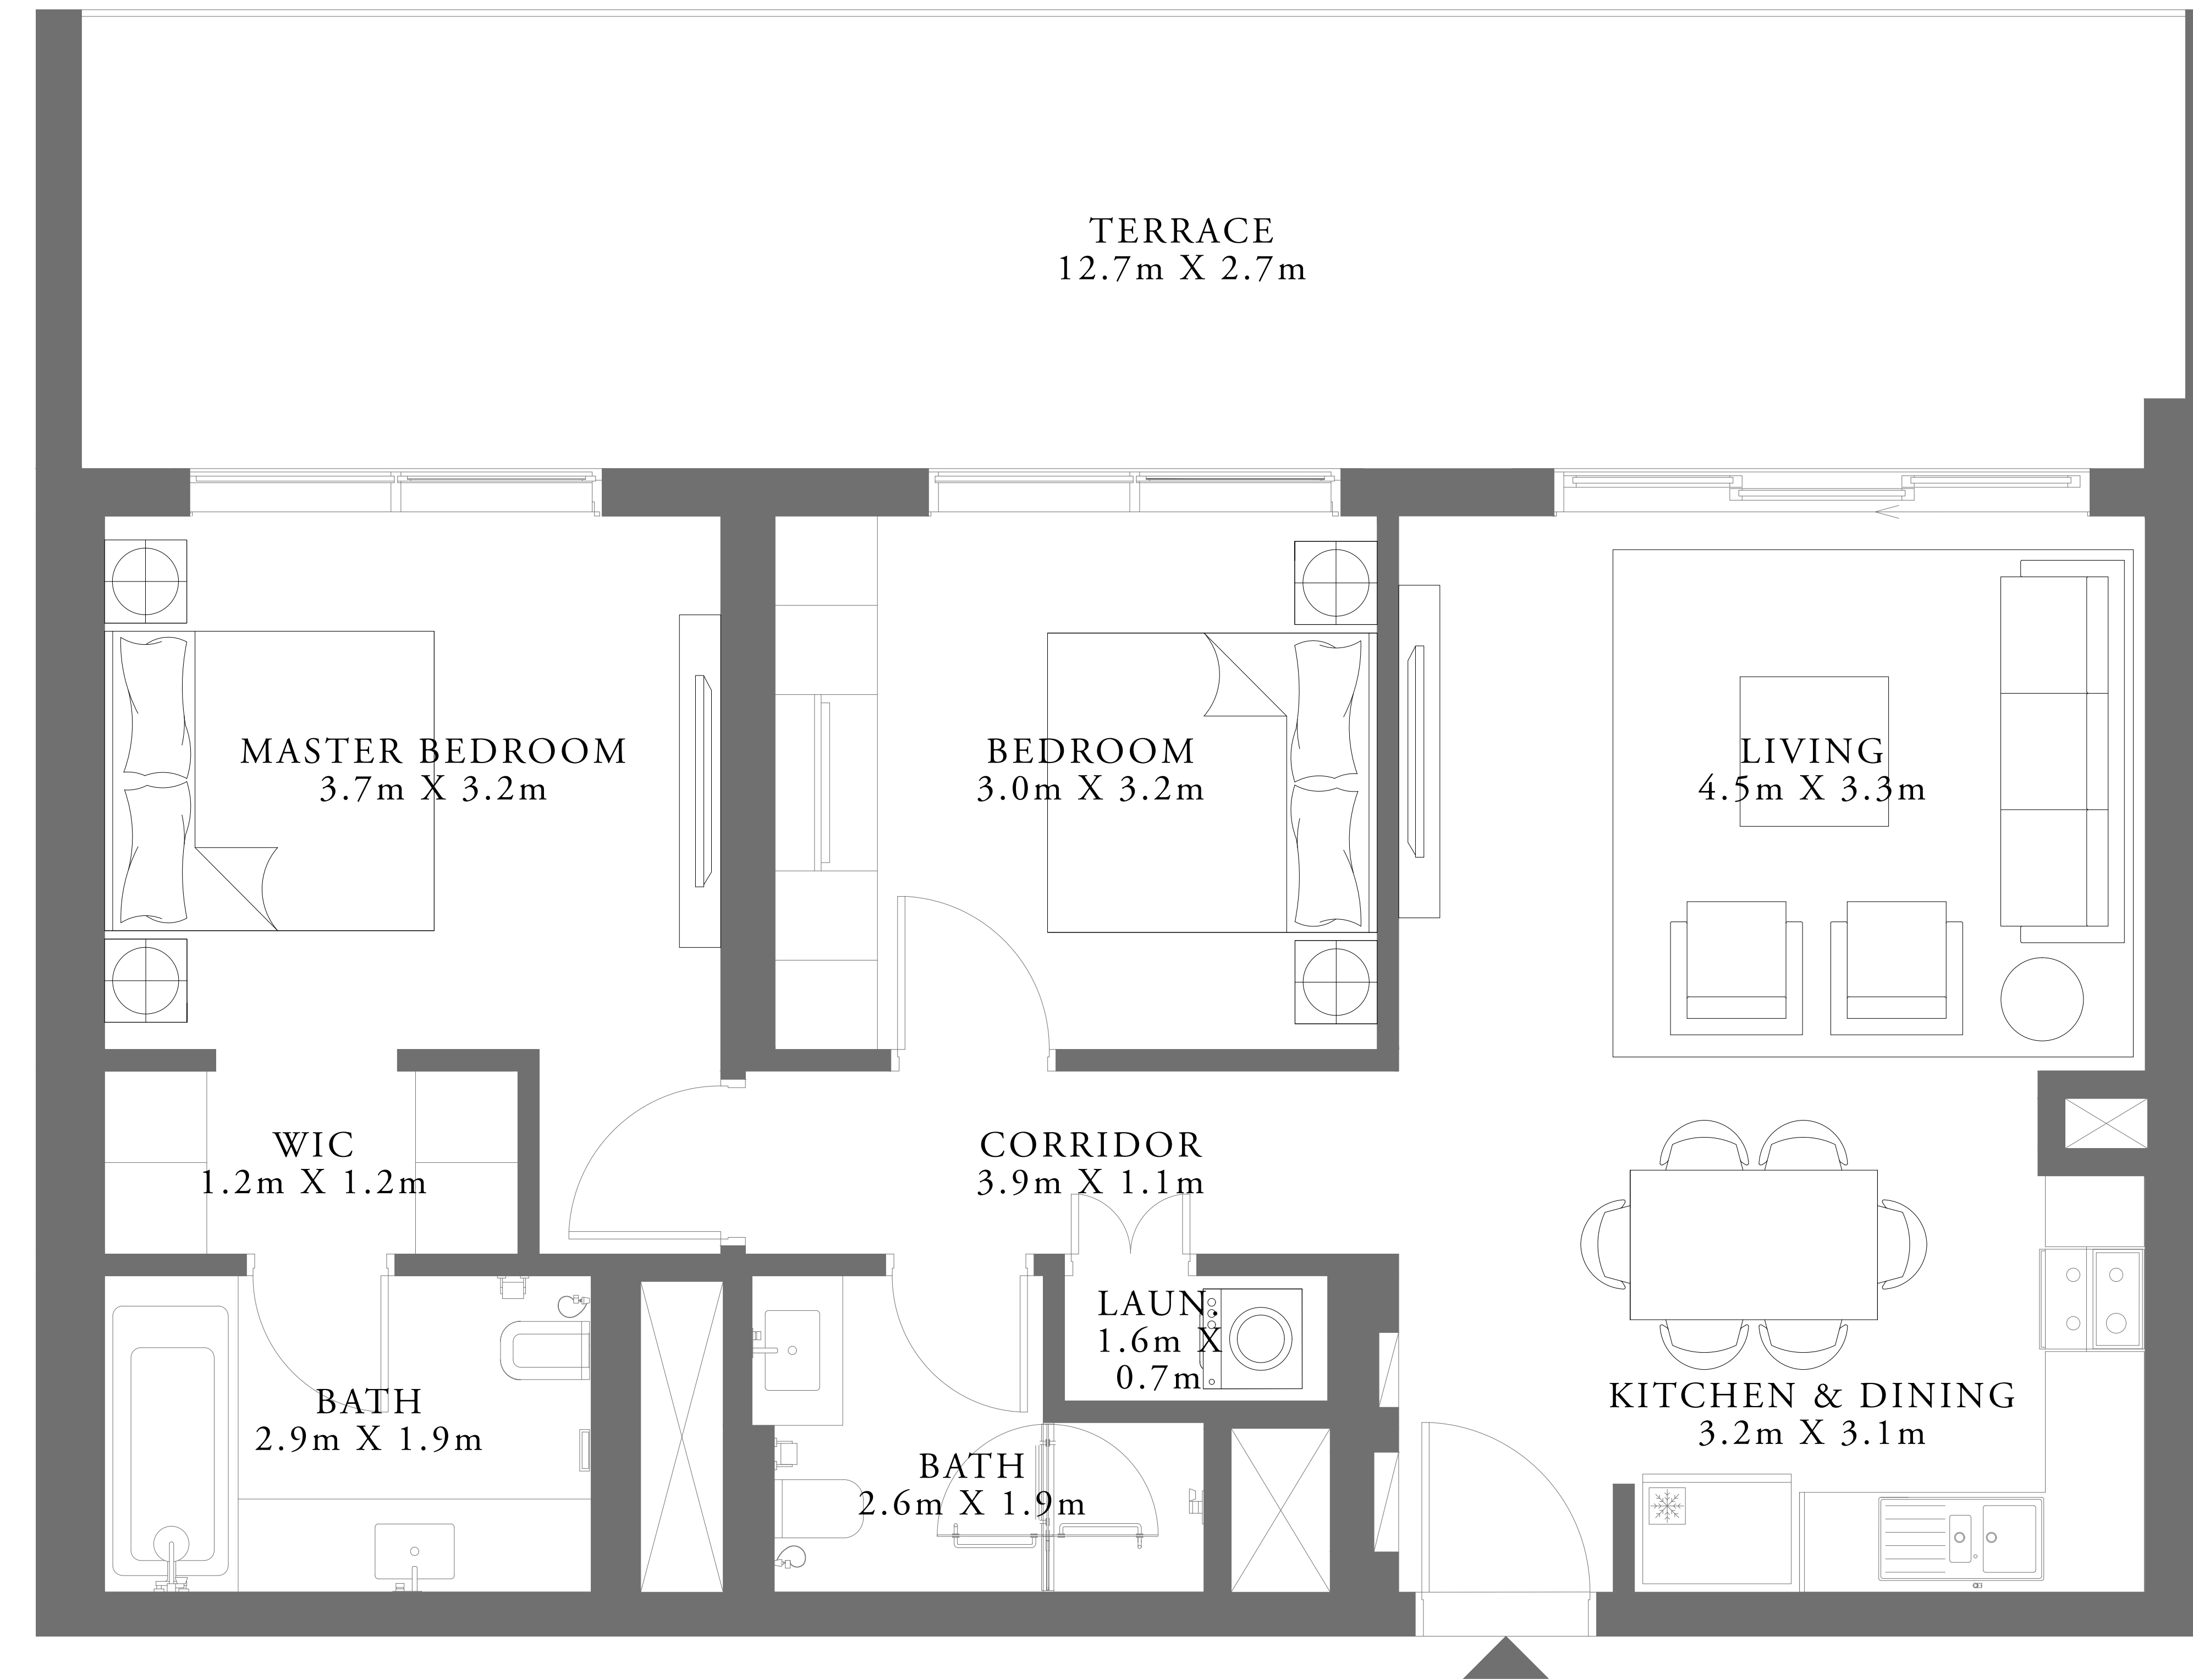 TERRACE
12.7m X 2.7m
MASTER BEDROOM
3.7m X 3.2m
BEDROOM
3.0m X 3.2m
LIVING
4.5m X 3.3m
WIC
1.2m X 1.2m
CORRIDOR
3.9m X 1.1m
LAUN.
1.6m X
0.7m
BATH
2.9m X 1.9m
BATH
2.6m X 1.9m
KITCHEN & DINING
3.2m X 3.1m